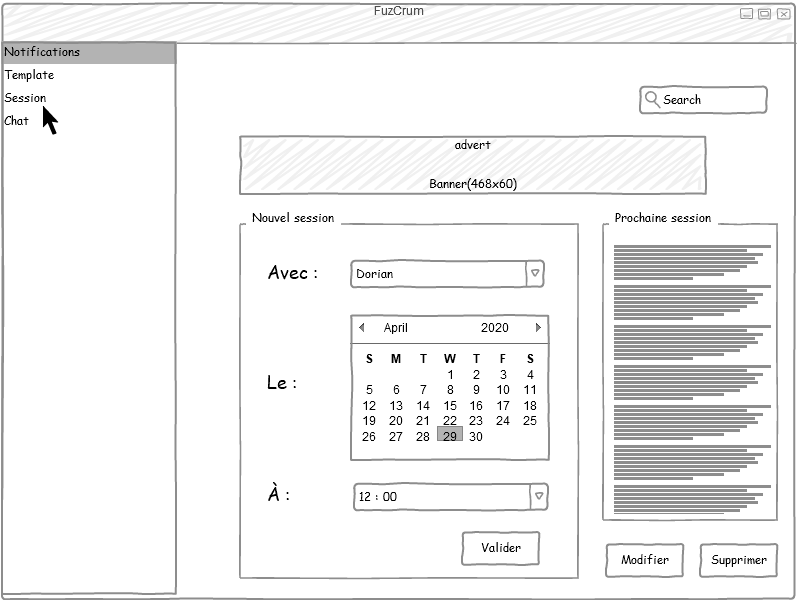 FuzCrum
Notifications
Template
Session
Chat
Search
advert
Banner(468x60)
Nouvel session
Avec :
Dorian
Le :
April 2020
S M T W T F S
1 2 3 4
5 6 7 8 9 10 11
12 13 14 15 16 17 18
19 20 21 22 23 24 25
26 27 28 29 30
À :
12 : 00
Valider
Prochaine session
Modifier
Supprimer